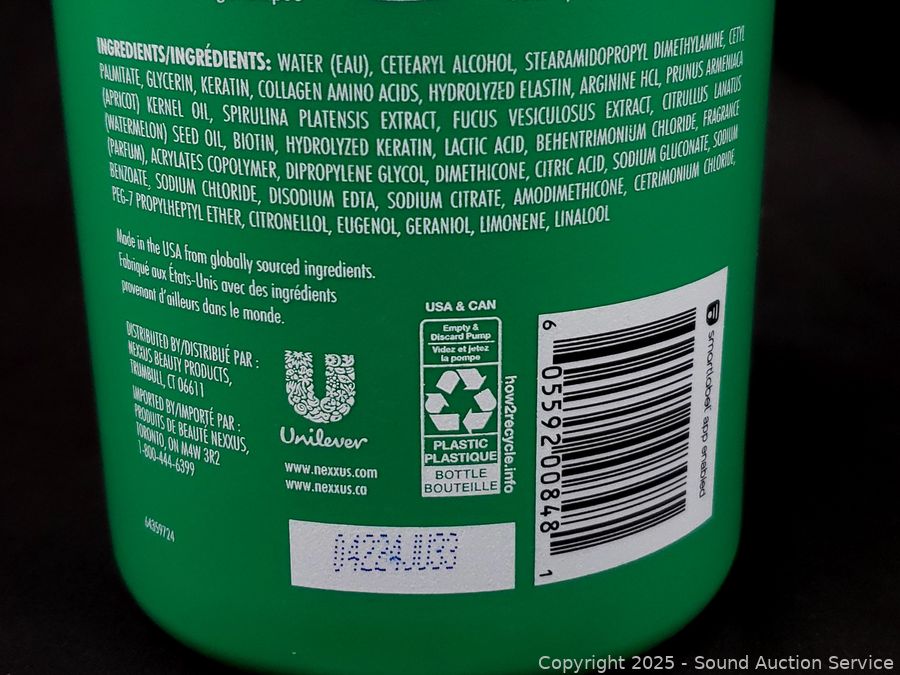 INGREDIENTS/INGRÉDIENTS: WATER (EAU), CETEARYL ALCOHOL, STEARAMIDOPROPYL DIMETHYLAMINE, CETYL
PALMITATE, GLYCERIN, KERATIN, COLLAGEN AMINO ACIDS, HYDROLYZED ELASTIN, ARGININE HCL, PRUNUS ARMENIACA
(APRICOT) KERNEL OIL, SPIRULINA PLATENSIS EXTRACT, FUCUS VESICULOSUS EXTRACT, CITRULLUS LANATUS
(WATERMELON) SEED OIL, BIOTIN, HYDROLYZED KERATIN, LACTIC ACID, BEHENTRIMONIUM CHLORIDE, FRAGRANCE
(PARFUM), ACRYLATES COPOLYMER, DIPROPYLENE GLYCOL, DIMETHICONE, CITRIC ACID, SODIUM GLUCONATE, SODIUM
BENZOATE, SODIUM CHLORIDE, DISODIUM EDTA, SODIUM CITRATE, AMODIMETHICONE, CETRIMONIUM CHLORIDE,
PEG-7 PROPYLHEPTYL ETHER, CITRONELLOL, EUGENOL, GERANIOL, LIMONENE, LINALOOL
Made in the USA from globally sourced ingredients.
Fabriqué aux États-Unis avec des ingrédients
provenant d'ailleurs dans le monde.
DISTRIBUTED BY/DISTRIBUÉ PAR :
NEXXUS BEAUTY PRODUCTS,
TRUMBULL, CT 06611
IMPORTED BY/IMPORTÉ PAR :
PRODUITS DE BEAUTÉ NEXXUS,
TORONTO, ON M4W 3R2
1-800-444-6399
64359724
Unilever
www.nexxus.com
www.nexxus.ca
USA & CAN
Empty &
Discard Pump
Videz et jetez
la pompe
PLASTIC
PLASTIQUE
BOTTLE
BOUTEILLE
how2recycle.info
6 05592 00848 1
smartlabel app enabled
04224JU33
Copyright 2025 - Sound Auction Service